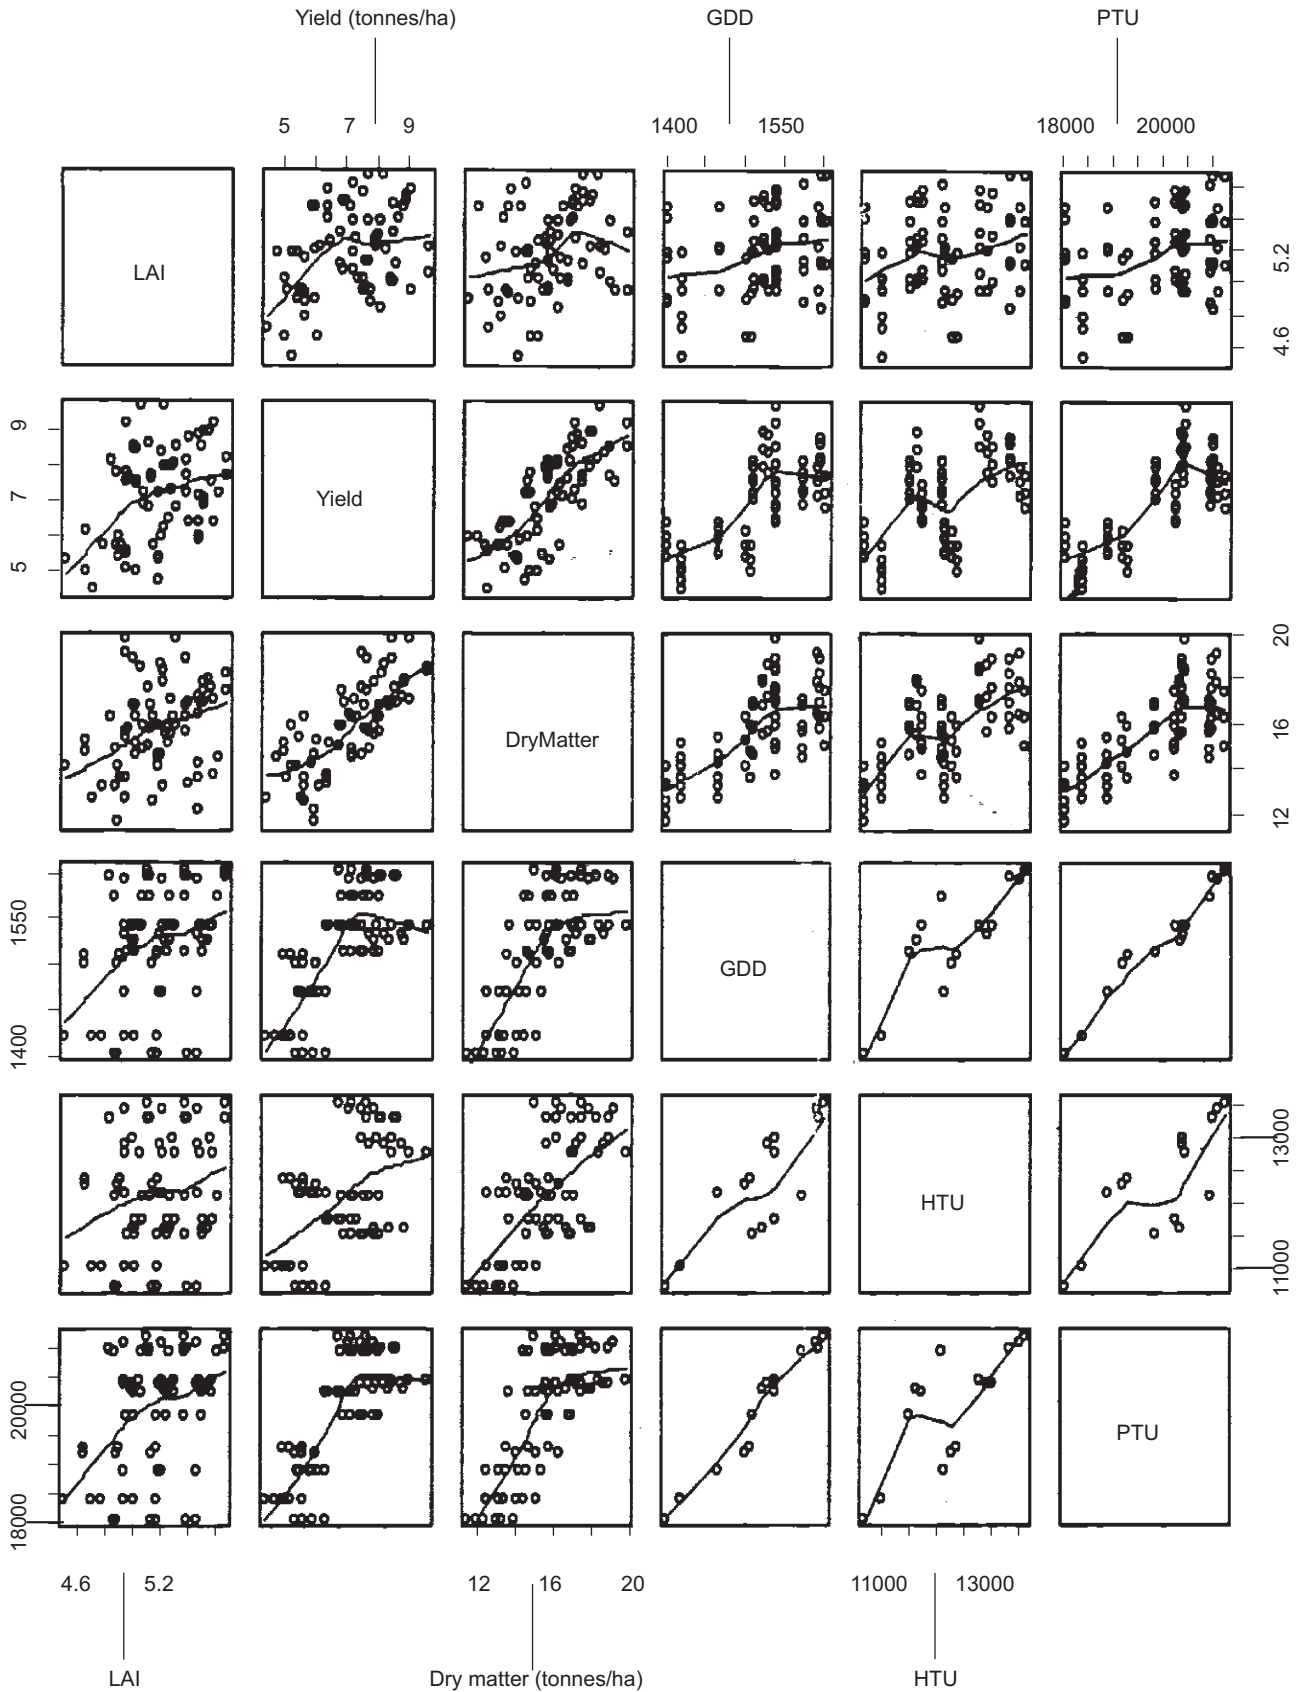 Yield (tonnes/ha) GDD PTU
5 7 9 1400 1550 18000 20000
LAI
5.2
4.6
9
7
5
Yield
DryMatter
20
16
12
1550
1400
GDD
HTU
13000
11000
20000
18000
PTU
4.6 5.2 12 16 20 11000 13000
LAI Dry matter (tonnes/ha) HTU